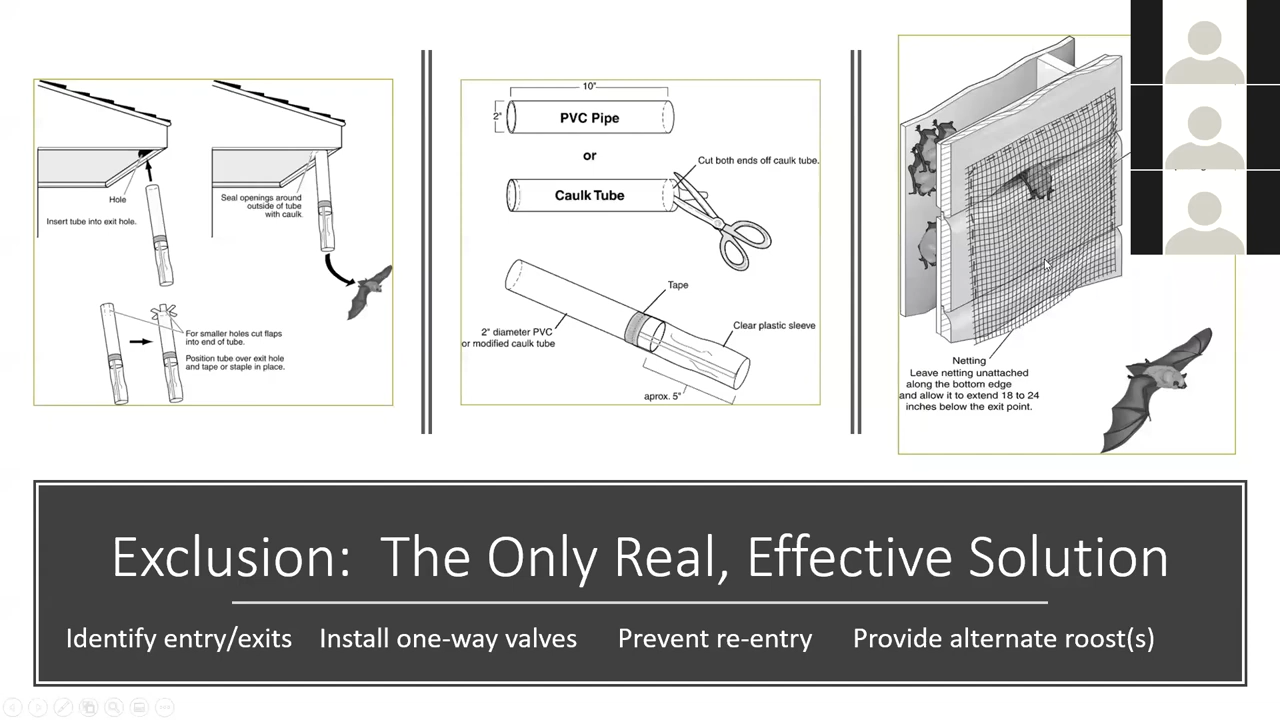 Hole
Insert tube into exit hole.
Seal openings around
outside of tube
with caulk.
For smaller holes cut flaps
into end of tube.
Position tube over exit hole
and tape or staple in place.
10"
2"
PVC Pipe
or
Cut both ends off caulk tube.
Caulk Tube
Tape
2" diameter PVC
or modified caulk tube
Clear plastic sleeve
aprox. 5"
Netting
Leave netting unattached
along the bottom edge
and allow it to extend 18 to 24
inches below the exit point.
Exclusion: The Only Real, Effective Solution
Identify entry/exits Install one-way valves Prevent re-entry Provide alternate roost(s)